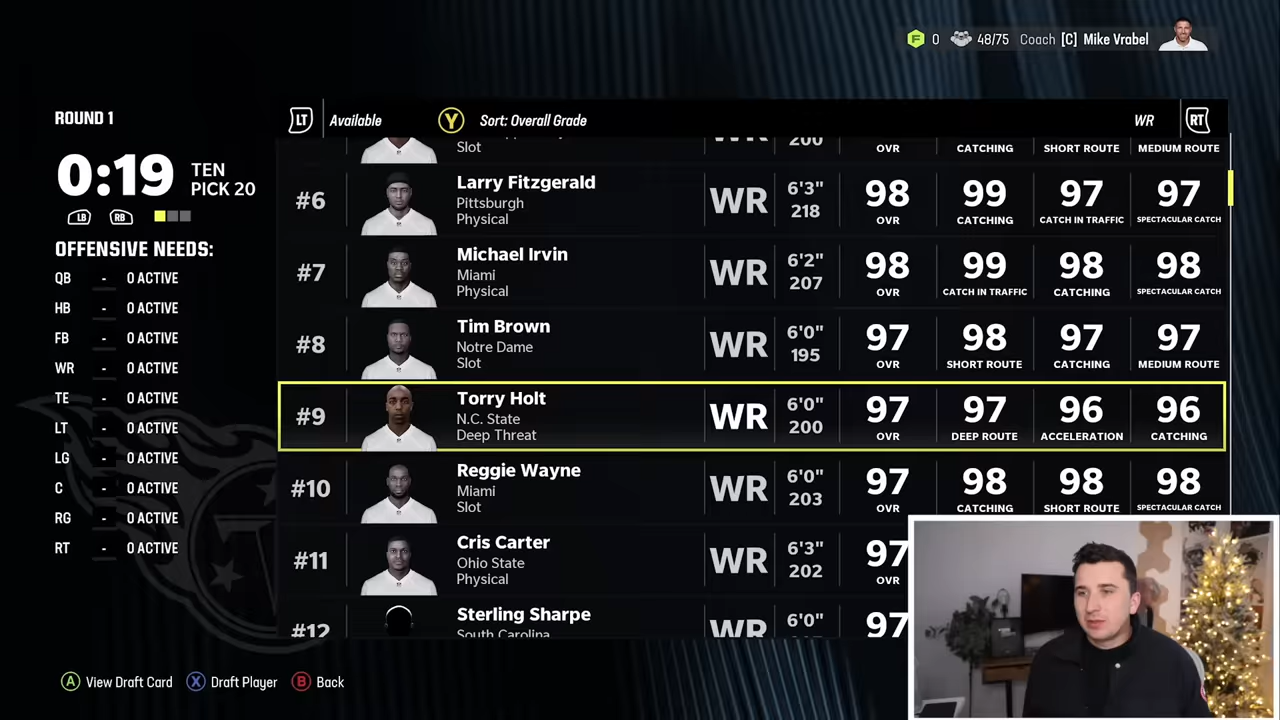 0 48/75 Coach [C] Mike Vrabel
ROUND 1
0:19 TEN PICK 20
LB RB
OFFENSIVE NEEDS:
QB - 0 ACTIVE
HB - 0 ACTIVE
FB - 0 ACTIVE
WR - 0 ACTIVE
TE - 0 ACTIVE
LT - 0 ACTIVE
LG - 0 ACTIVE
C - 0 ACTIVE
RG - 0 ACTIVE
RT - 0 ACTIVE
LT Available Y Sort: Overall Grade WR RT
Slot 200 OVR CATCHING SHORT ROUTE MEDIUM ROUTE
#6 Larry Fitzgerald WR 6'3" 98 99 97 97
Pittsburgh 218 OVR CATCHING CATCH IN TRAFFIC SPECTACULAR CATCH
Physical
#7 Michael Irvin WR 6'2" 98 99 98 98
Miami 207 OVR CATCH IN TRAFFIC CATCHING SPECTACULAR CATCH
Physical
#8 Tim Brown WR 6'0" 97 98 97 97
Notre Dame 195 OVR SHORT ROUTE CATCHING MEDIUM ROUTE
Slot
#9 Torry Holt WR 6'0" 97 97 96 96
N.C. State 200 OVR DEEP ROUTE ACCELERATION CATCHING
Deep Threat
#10 Reggie Wayne WR 6'0" 97 98 98 98
Miami 203 OVR CATCHING SHORT ROUTE SPECTACULAR CATCH
Slot
#11 Cris Carter WR 6'3" 97
Ohio State 202 OVR
Physical
#12 Sterling Sharpe WR 6'0" 97
South Carolina
A View Draft Card X Draft Player B Back